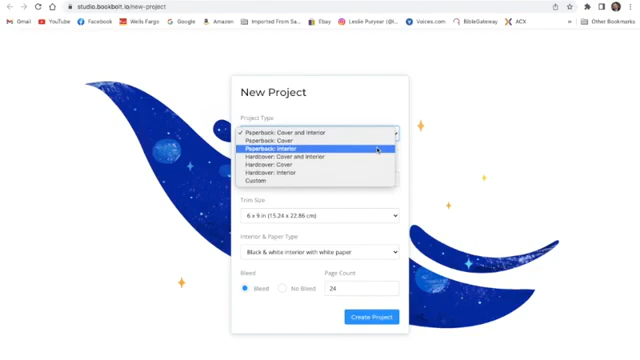 studio.bookbolt.io/new-project
Gmail YouTube Facebook Wells Fargo Google Amazon Imported From Sa... Ebay Leslie Puryear (@l... Voices.com BibleGateway ACX » Other Bookmarks
New Project
Project Type
✓ Paperback: Cover and Interior
Paperback: Cover
Paperback: Interior
Hardcover: Cover and Interior
Hardcover: Cover
Hardcover: Interior
Custom
Trim Size
6 x 9 in (15.24 x 22.86 cm)
Interior & Paper Type
Black & white interior with white paper
Bleed Page Count
Bleed No Bleed 24
Create Project